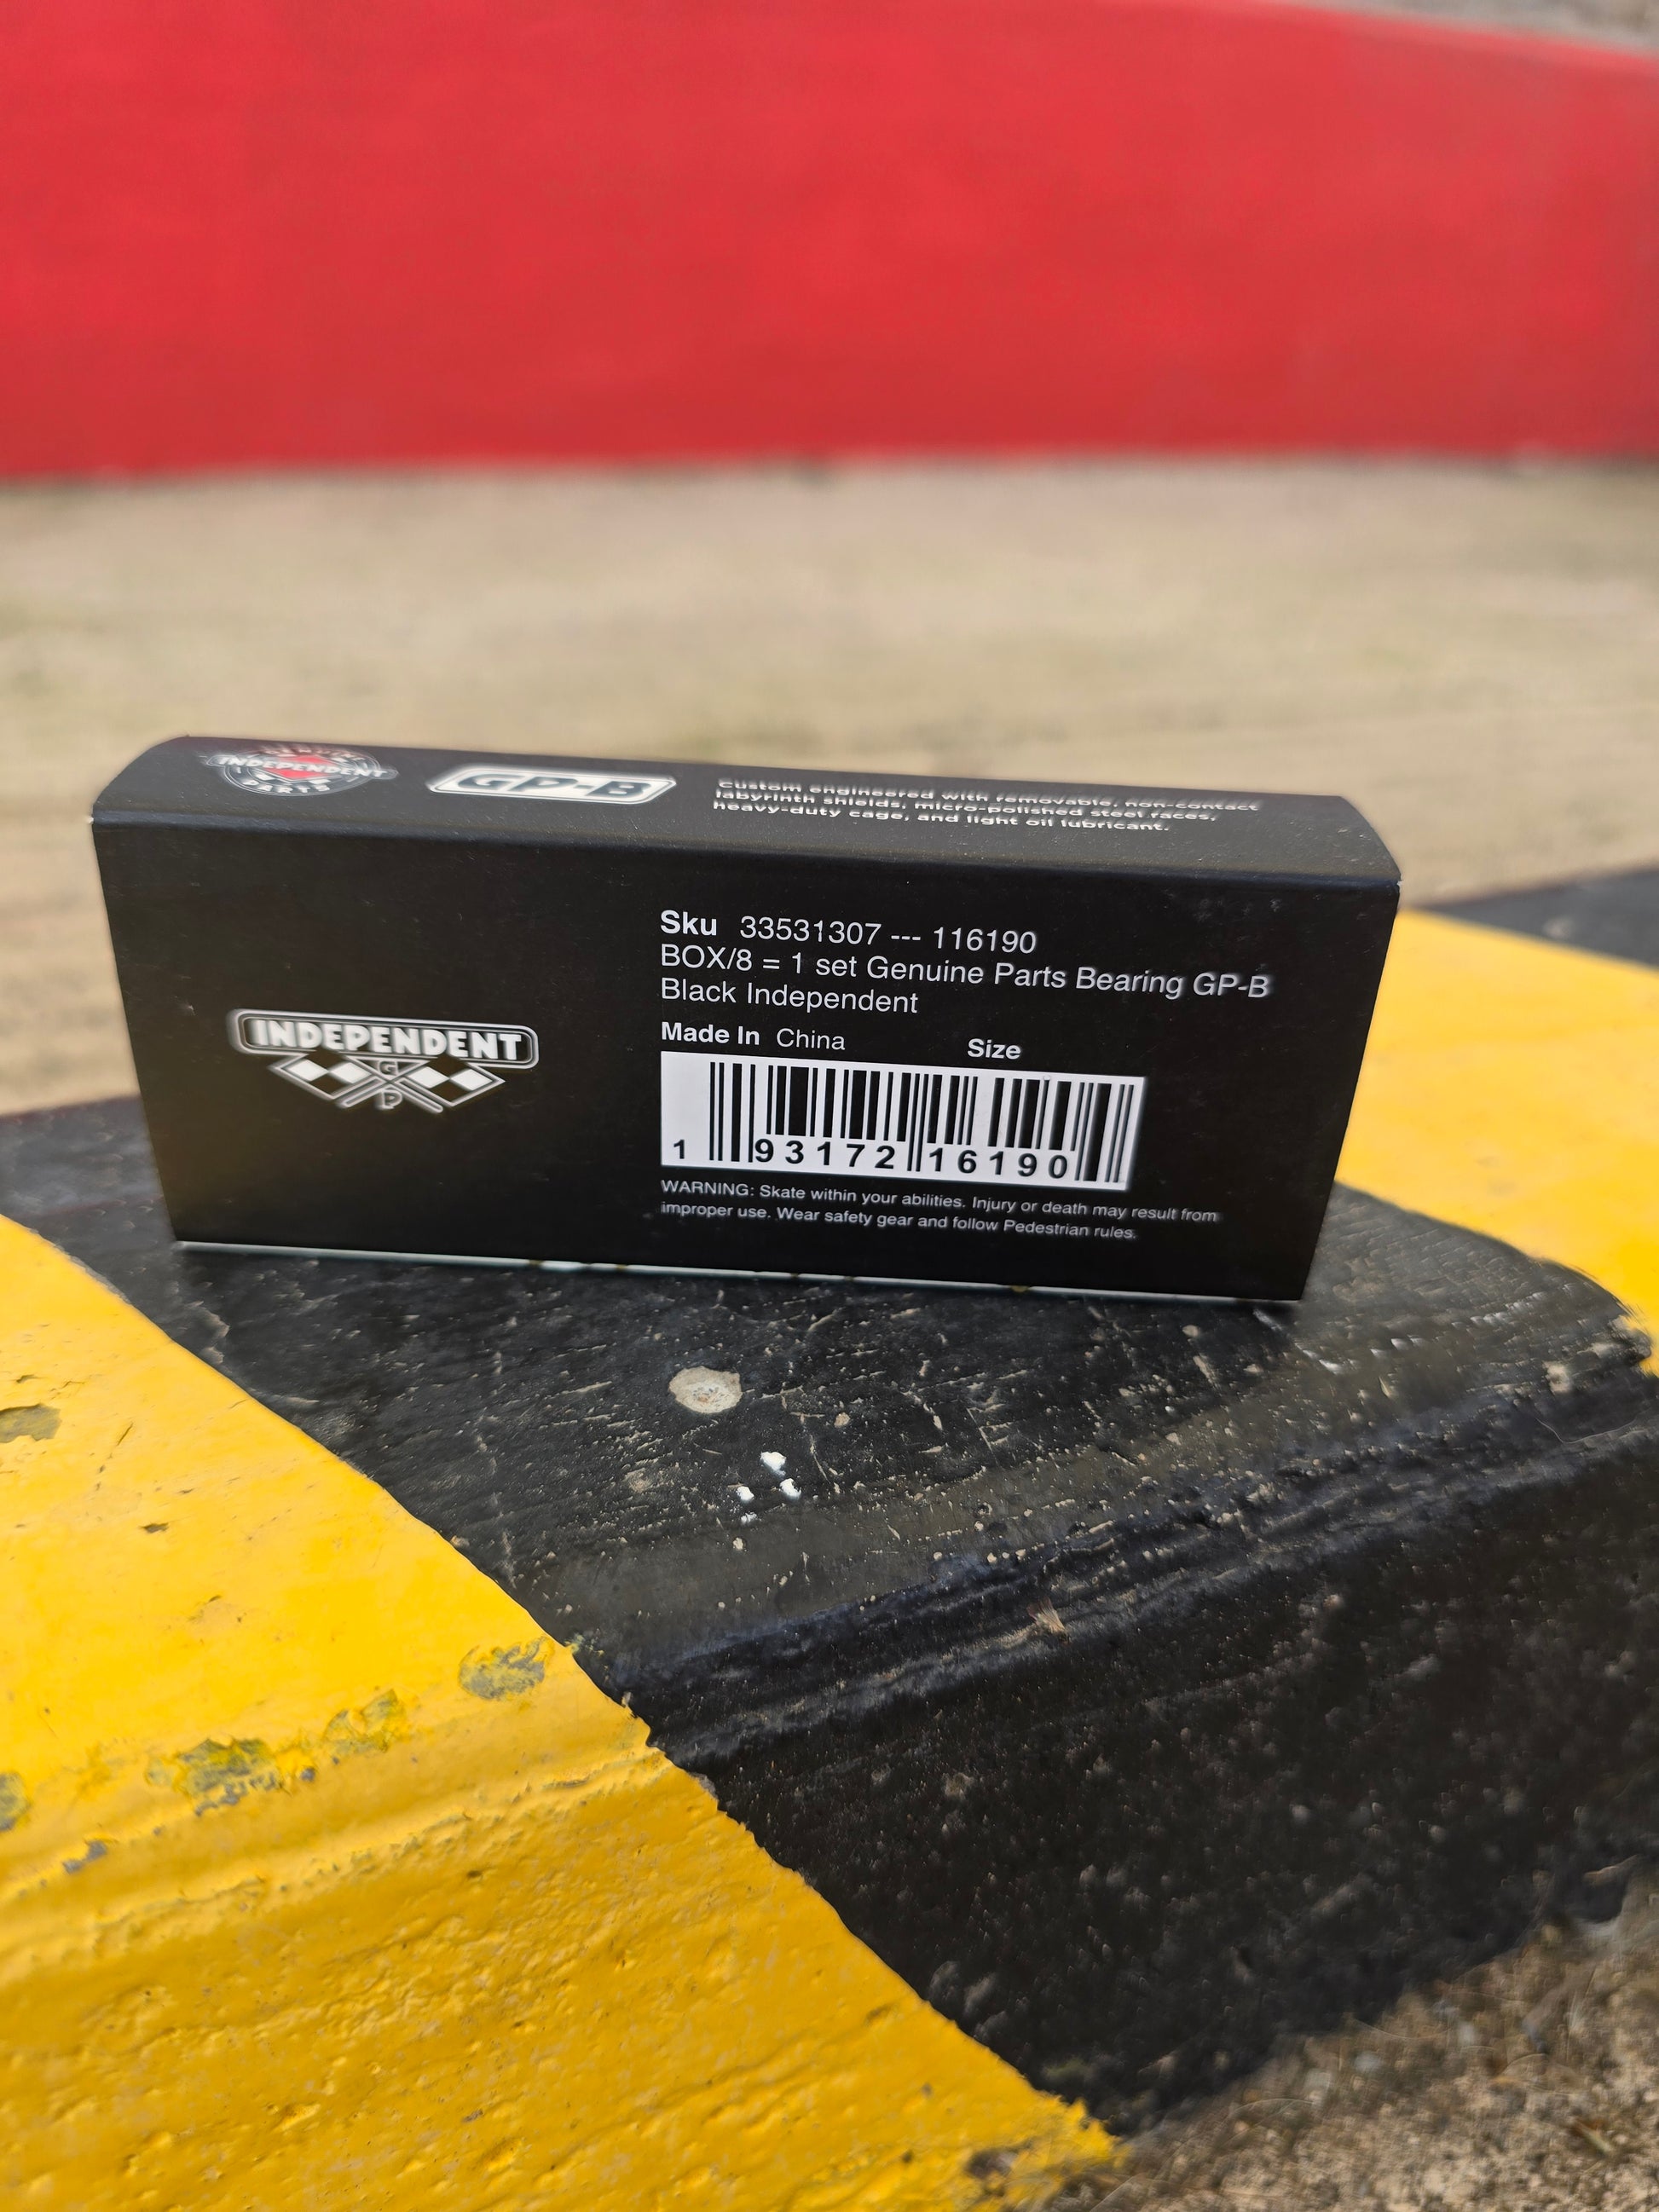 INDEPENDENT
PARTS
GP-B
Custom engineered with removable, non-contact
labyrinth shields, micro-polished steel races,
heavy-duty cage, and light oil lubricant.
Sku 33531307 --- 116190
BOX/8 = 1 set Genuine Parts Bearing GP-B
Black Independent
Made In China Size
INDEPENDENT
G
P
1 93172 16190
WARNING: Skate within your abilities. Injury or death may result from
improper use. Wear safety gear and follow Pedestrian rules.